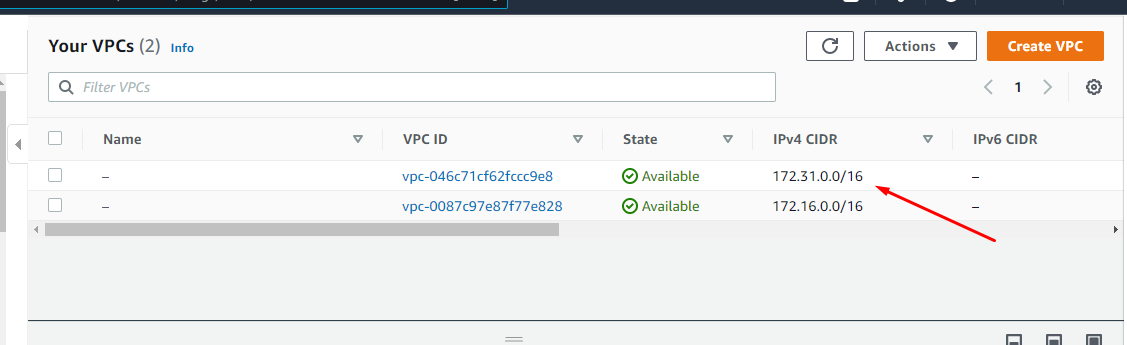 Your VPCs (2) Info Actions Create VPC
Filter VPCs 1
Name VPC ID State IPv4 CIDR IPv6 CIDR
– vpc-046c71cf62fccc9e8 Available 172.31.0.0/16 –
– vpc-0087c97e87f77e828 Available 172.16.0.0/16 –